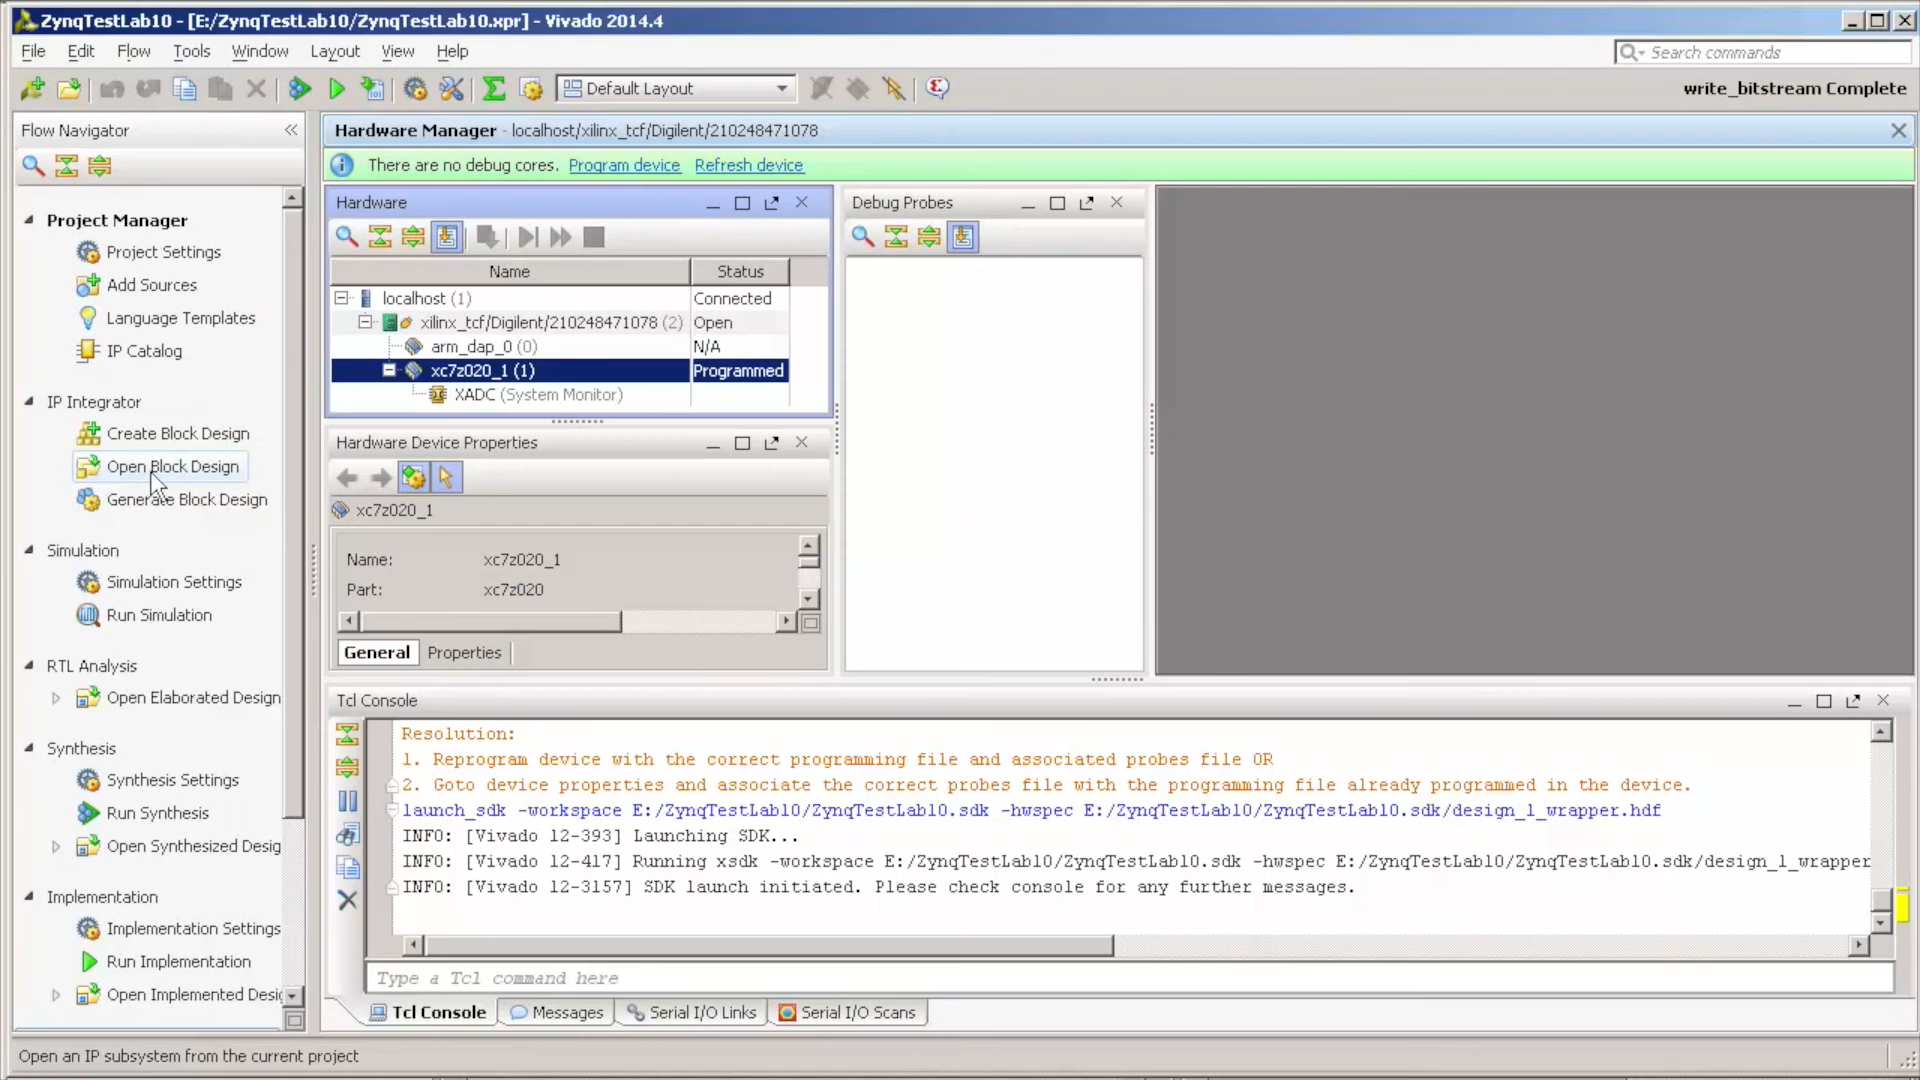 ZynqTestLab10 - [E:/ZynqTestLab10/ZynqTestLab10.xpr] - Vivado 2014.4
File Edit Flow Tools Window Layout View Help
Search commands
Default Layout
write_bitstream Complete
Flow Navigator
Project Manager
Project Settings
Add Sources
Language Templates
IP Catalog
IP Integrator
Create Block Design
Open Block Design
Generate Block Design
Simulation
Simulation Settings
Run Simulation
RTL Analysis
Open Elaborated Design
Synthesis
Synthesis Settings
Run Synthesis
Open Synthesized Desig
Implementation
Implementation Settings
Run Implementation
Open Implemented Desi
Hardware Manager - localhost/xilinx_tcf/Digilent/210248471078
There are no debug cores. Program device Refresh device
Hardware
Name Status
localhost (1) Connected
xilinx_tcf/Digilent/210248471078 (2) Open
arm_dap_0 (0) N/A
xc7z020_1 (1) Programmed
XADC (System Monitor)
Debug Probes
Hardware Device Properties
xc7z020_1
Name: xc7z020_1
Part: xc7z020
General Properties
Tcl Console
Resolution:
1. Reprogram device with the correct programming file and associated probes file OR
2. Goto device properties and associate the correct probes file with the programming file already programmed in the device.
launch_sdk -workspace E:/ZynqTestLab10/ZynqTestLab10.sdk -hwspec E:/ZynqTestLab10/ZynqTestLab10.sdk/design_1_wrapper.hdf
INFO: [Vivado 12-393] Launching SDK...
INFO: [Vivado 12-417] Running xsdk -workspace E:/ZynqTestLab10/ZynqTestLab10.sdk -hwspec E:/ZynqTestLab10/ZynqTestLab10.sdk/design_1_wrapper
INFO: [Vivado 12-3157] SDK launch initiated. Please check console for any further messages.
Type a Tcl command here
Tcl Console Messages Serial I/O Links Serial I/O Scans
Open an IP subsystem from the current project